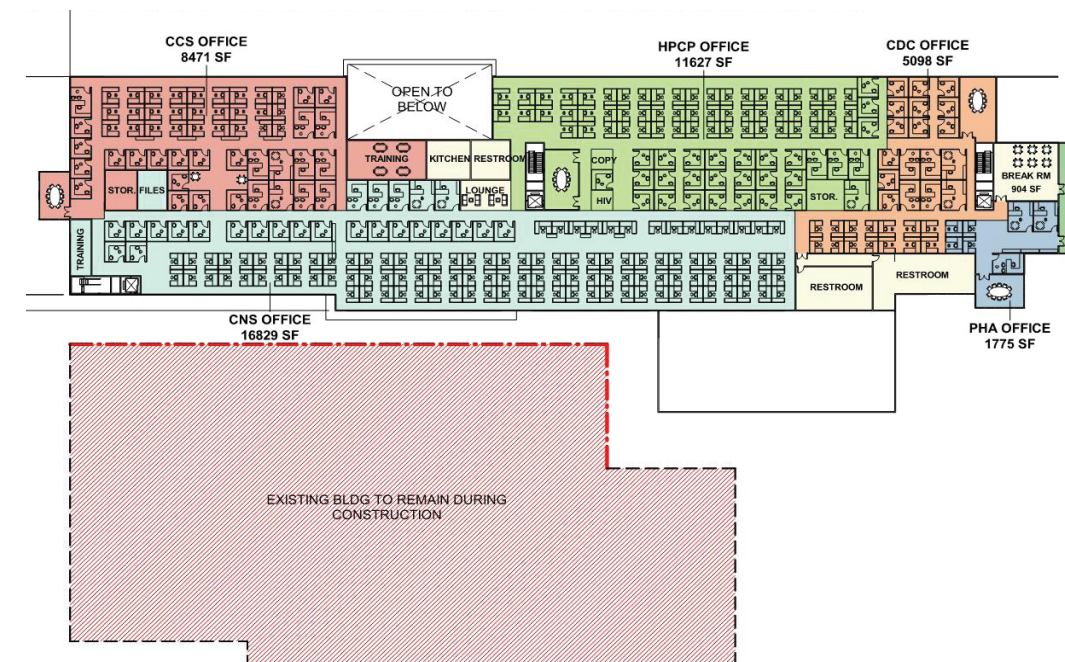 CCS OFFICE
8471 SF
HPCP OFFICE
11627 SF
CDC OFFICE
5098 SF
OPEN TO
BELOW
TRAINING
KITCHEN
RESTROOM
COPY
BREAK RM
904 SF
STOR.
FILES
LOUNGE
HIV
STOR.
TRAINING
RESTROOM
RESTROOM
CNS OFFICE
16829 SF
PHA OFFICE
1775 SF
EXISTING BLDG TO REMAIN DURING
CONSTRUCTION